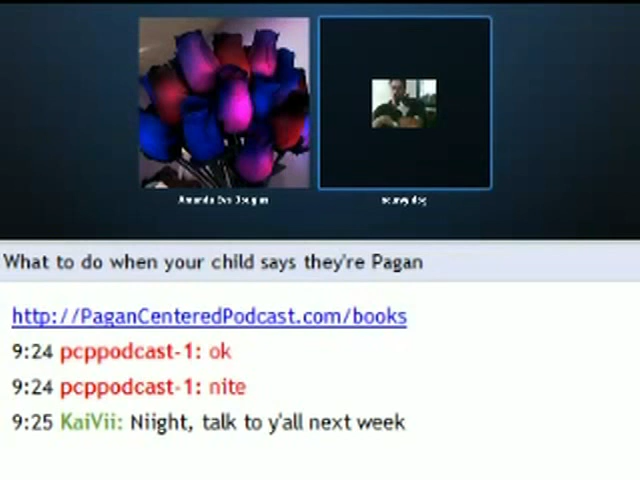 Amanda
What to do when your child says they're Pagan
http://PaganCenteredPodcast.com/books
9:24 pcppodcast-1: ok
9:24 pcppodcast-1: nite
9:25 KaiVii: Niight, talk to y'all next week